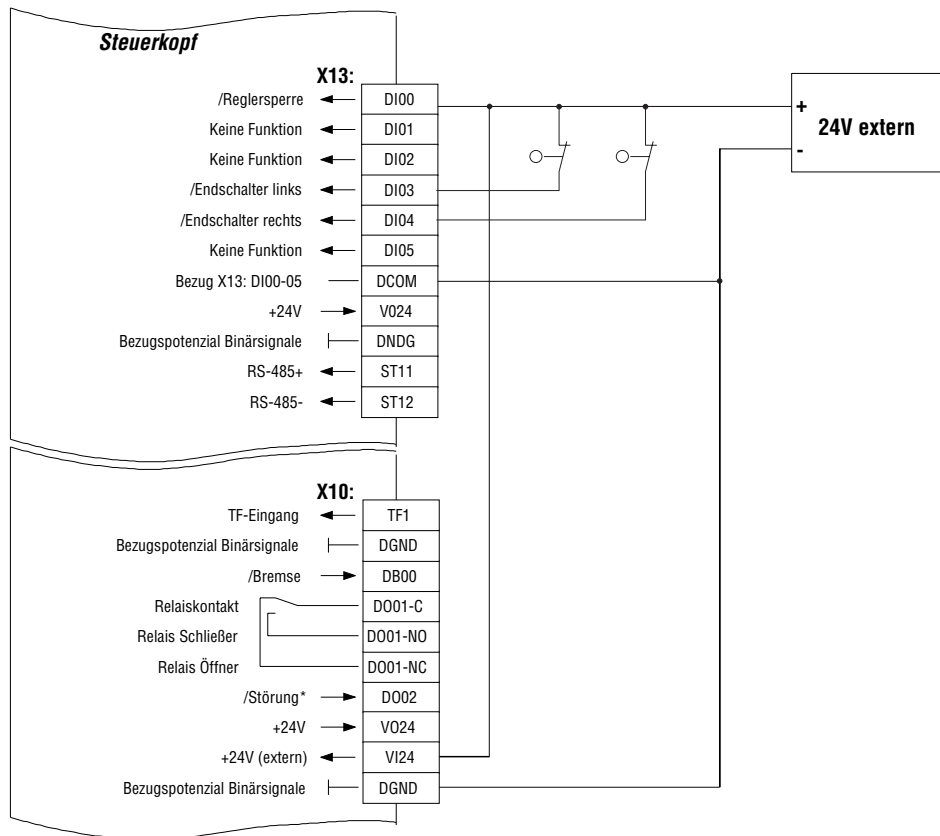 Steuerkopf
X13:
/Reglersperre DI00
Keine Funktion DI01
Keine Funktion DI02
/Endschalter links DI03
/Endschalter rechts DI04
Keine Funktion DI05
Bezug X13: DI00-05 DCOM
+24V V024
Bezugspotenzial Binärsignale DNDG
RS-485+ ST11
RS-485- ST12
+
24V extern
-
X10:
TF-Eingang TF1
Bezugspotenzial Binärsignale DGND
/Bremse DB00
Relaiskontakt DO01-C
Relais Schließer DO01-NO
Relais Öffner DO01-NC
/Störung* DO02
+24V VO24
+24V (extern) VI24
Bezugspotenzial Binärsignale DGND